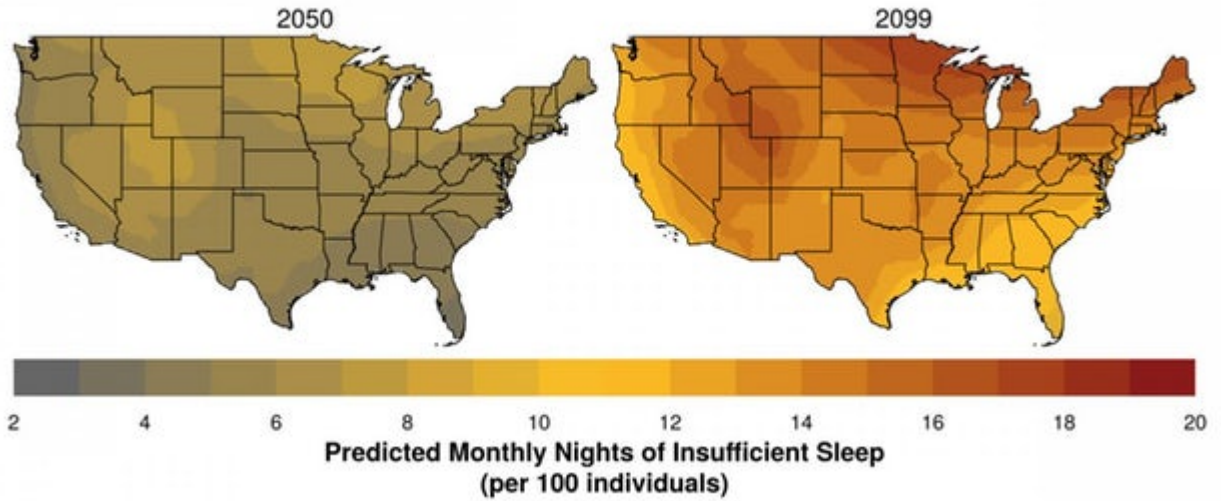 2050 2099
2 4 6 8 10 12 14 16 18 20
Predicted Monthly Nights of Insufficient Sleep
(per 100 individuals)